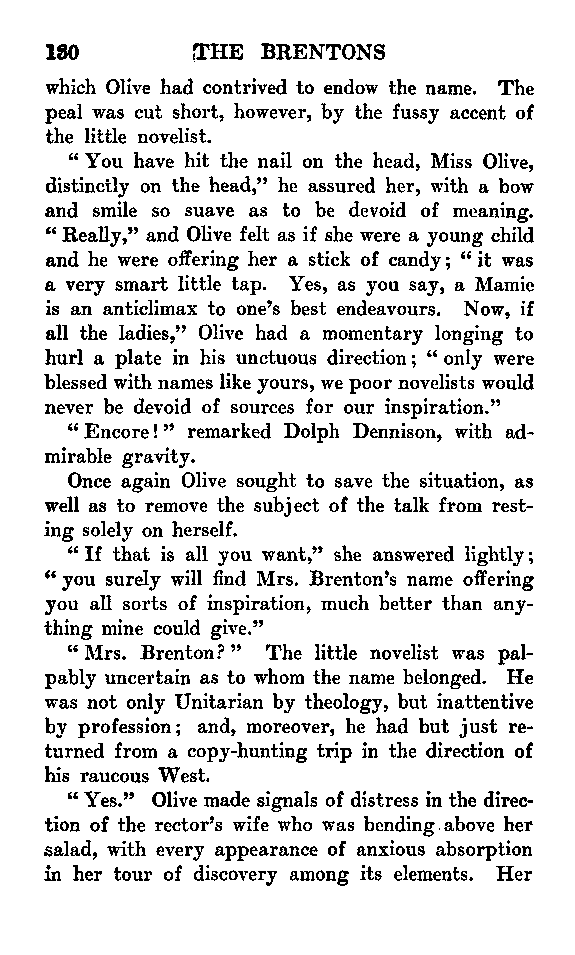 130 THE BRENTONS
which Olive had contrived to endow the name. The
peal was cut short, however, by the fussy accent of
the little novelist.
“ You have hit the nail on the head, Miss Olive,
distinctly on the head,” he assured her, with a bow
and smile so suave as to be devoid of meaning.
“ Really,” and Olive felt as if she were a young child
and he were offering her a stick of candy; “ it was
a very smart little tap. Yes, as you say, a Mamie
is an anticlimax to one’s best endeavours. Now, if
all the ladies,” Olive had a momentary longing to
hurl a plate in his unctuous direction; “ only were
blessed with names like yours, we poor novelists would
never be devoid of sources for our inspiration.”
“ Encore! ” remarked Dolph Dennison, with ad-
mirable gravity.
Once again Olive sought to save the situation, as
well as to remove the subject of the talk from rest-
ing solely on herself.
“ If that is all you want,” she answered lightly;
“ you surely will find Mrs. Brenton’s name offering
you all sorts of inspiration, much better than any-
thing mine could give.”
“ Mrs. Brenton? ” The little novelist was pal-
pably uncertain as to whom the name belonged. He
was not only Unitarian by theology, but inattentive
by profession; and, moreover, he had but just re-
turned from a copy-hunting trip in the direction of
his raucous West.
“ Yes.” Olive made signals of distress in the direc-
tion of the rector’s wife who was bending above her
salad, with every appearance of anxious absorption
in her tour of discovery among its elements. Her